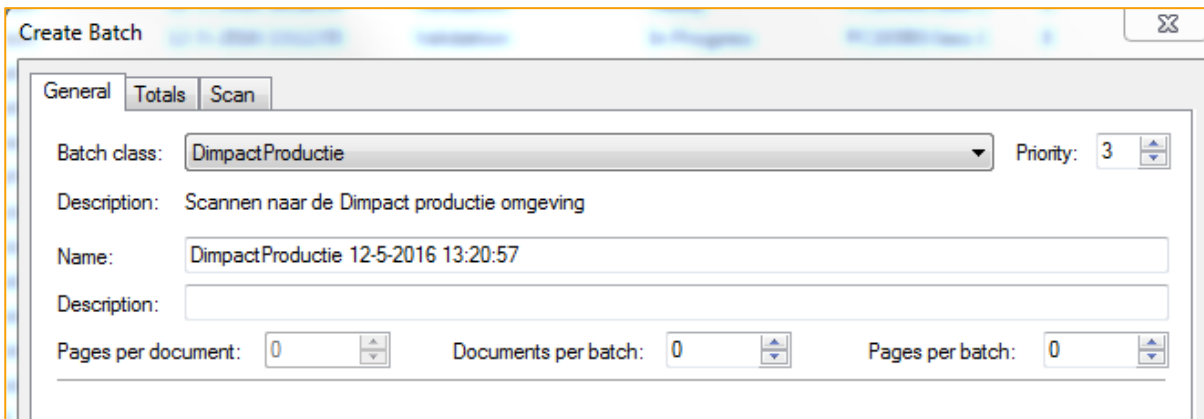 Create Batch
General Totals Scan
Batch class: DimpactProductie Priority: 3
Description: Scannen naar de Dimpact productie omgeving
Name: DimpactProductie 12-5-2016 13:20:57
Description:
Pages per document: 0 Documents per batch: 0 Pages per batch: 0